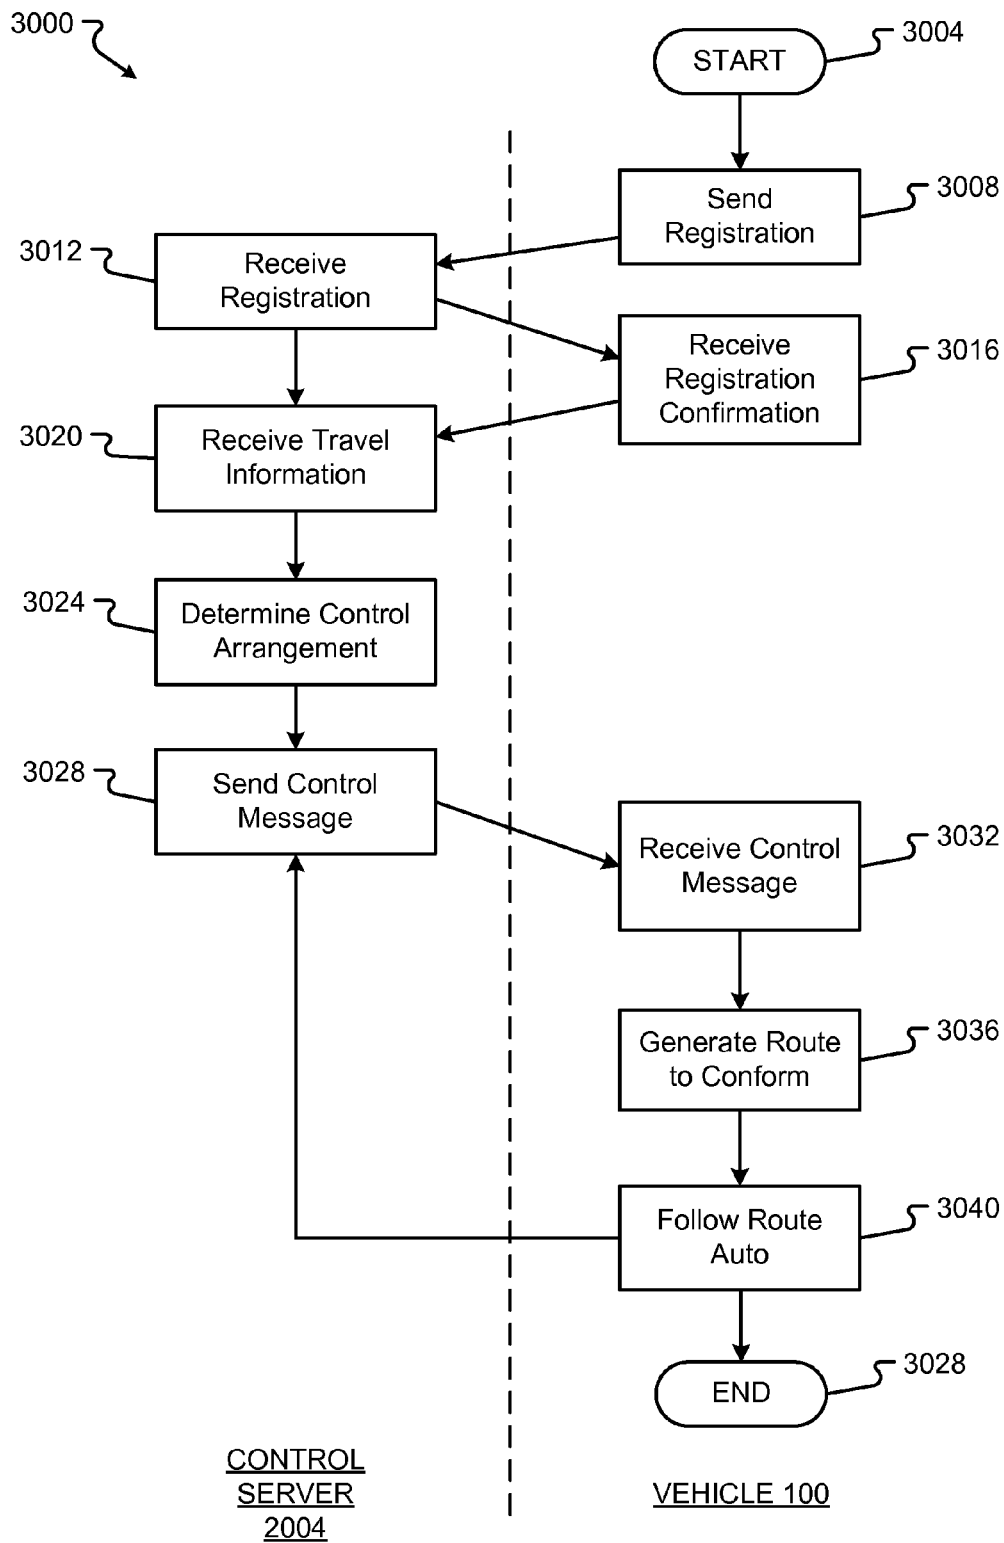 3000
START
3004
Send
Registration
3008
3012
Receive
Registration
Receive
Registration
Confirmation
3016
3020
Receive Travel
Information
3024
Determine Control
Arrangement
3028
Send Control
Message
Receive Control
Message
3032
Generate Route
to Conform
3036
Follow Route
Auto
3040
END
3028
CONTROL
SERVER
2004
VEHICLE 100